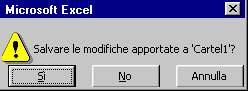 Microsoft Excel
Salvare le modifiche apportate a 'Cartel1'?
Sì
No
Annulla